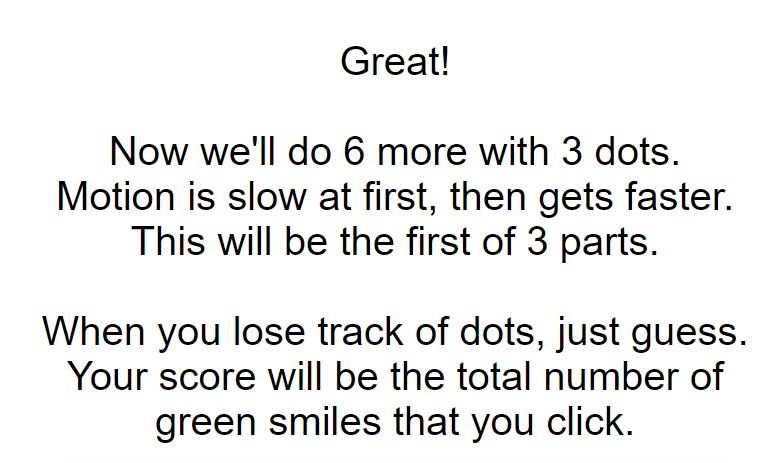 Great!
Now we'll do 6 more with 3 dots.
Motion is slow at first, then gets faster.
This will be the first of 3 parts.
When you lose track of dots, just guess.
Your score will be the total number of
green smiles that you click.